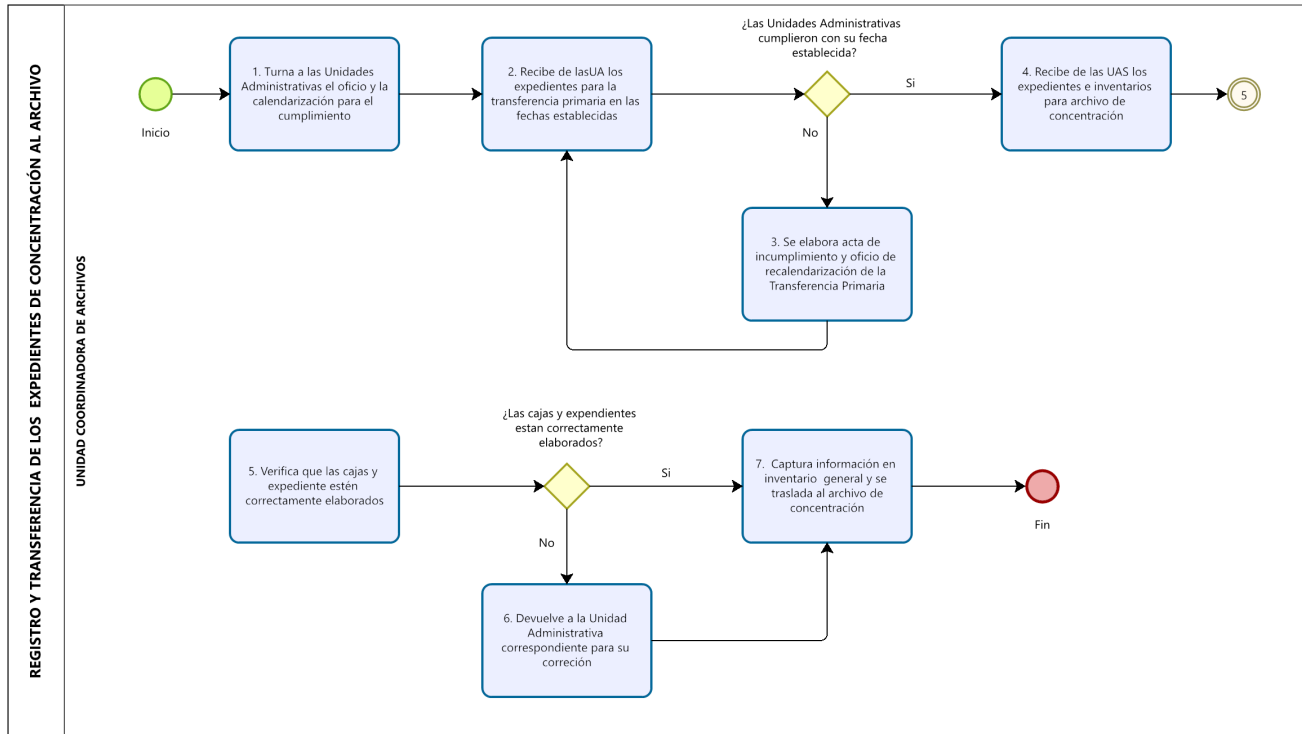 REGISTRO Y TRANSFERENCIA DE LOS  EXPEDIENTES DE CONCENTRACIÓN AL ARCHIVO
UNIDAD COORDINADORA DE ARCHIVOS
Inicio
1. Turna a las Unidades
Administrativas el oficio y la
calendarización para el
cumplimiento
2. Recibe de lasUA los
expedientes para la
transferencia primaria en las
fechas establecidas
¿Las Unidades Administrativas
cumplieron con su fecha
establecida?
Si
No
3. Se elabora acta de
incumplimiento y oficio de
recalendarización de la
Transferencia Primaria
4. Recibe de las UAS los
expedientes e inventarios
para archivo de
concentración
5
5. Verifica que las cajas y
expediente estén
correctamente elaborados
¿Las cajas y expendientes
estan correctamente
elaborados?
Si
No
6. Devuelve a la Unidad
Administrativa
correspondiente para su
correción
7.  Captura información en
inventario  general y se
traslada al archivo de
concentración
Fin